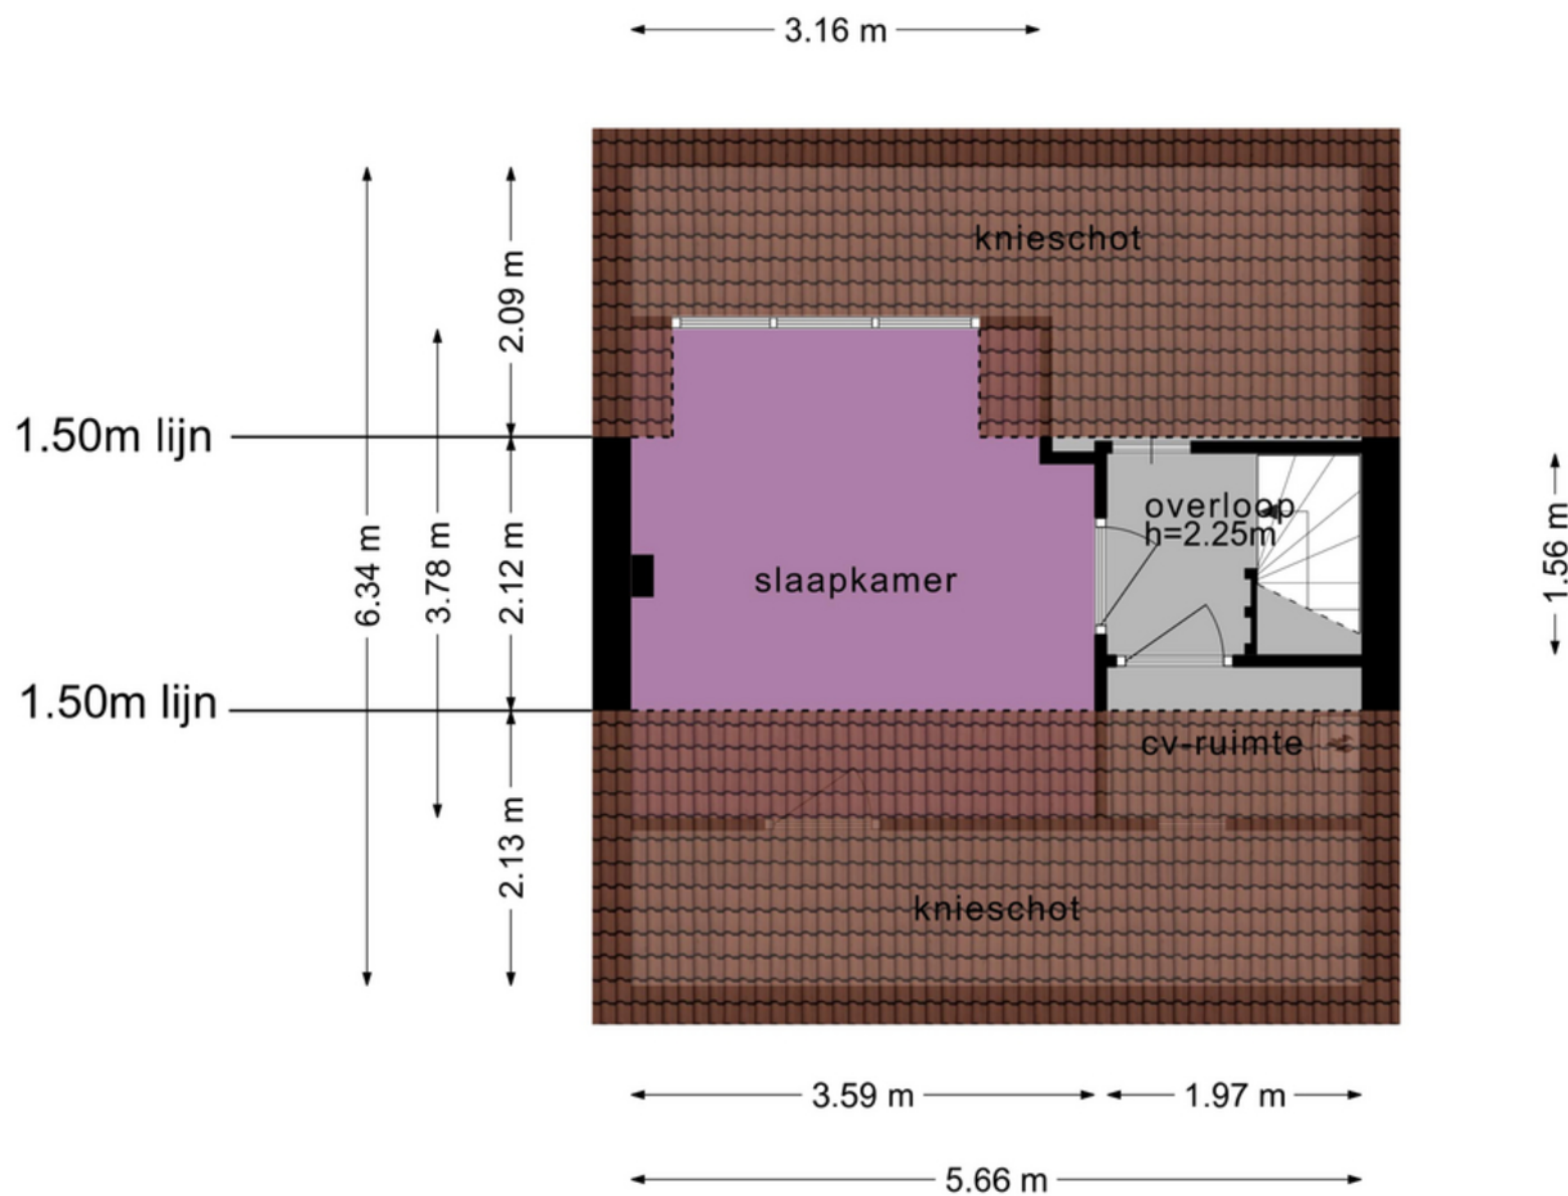 3.16 m
knieschot
2.09 m
1.50m lijn
6.34 m
3.78 m
2.12 m
overloop
h=2.25m
1.56 m
slaapkamer
1.50m lijn
cv-ruimte
2.13 m
knieschot
3.59 m
1.97 m
5.66 m